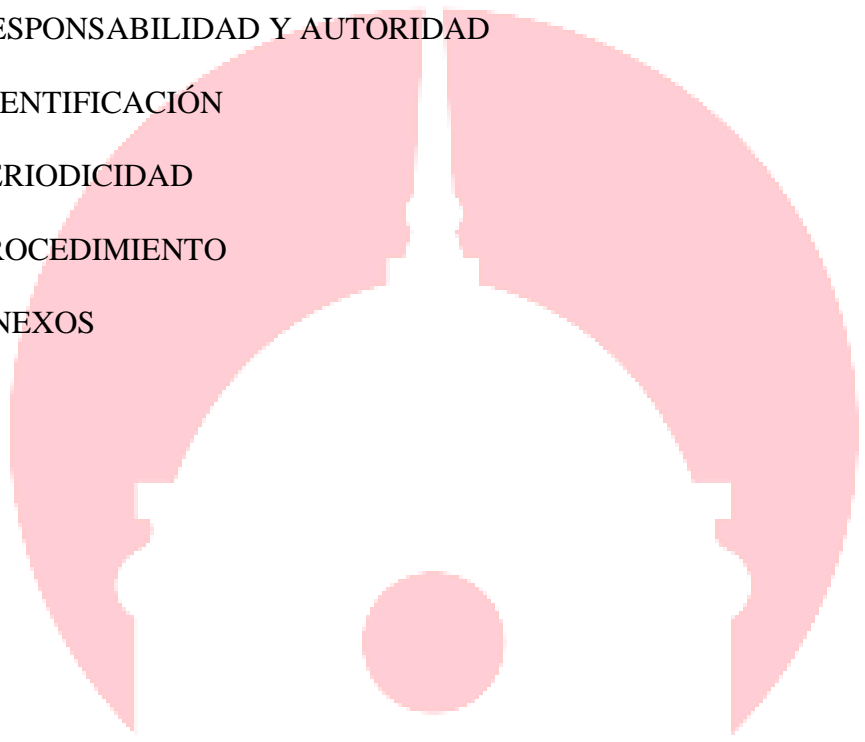 ESPONSABILIDAD Y AUTORIDAD
ENTIFICACIÓN
ERIODICIDAD
ROCEDIMIENTO
NEXOS